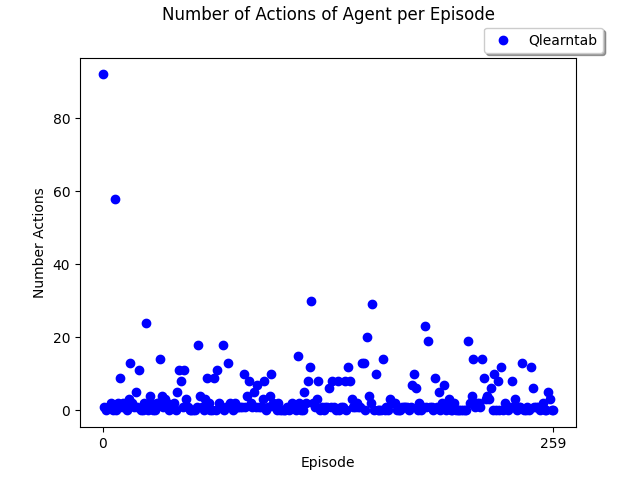 Number of Actions of Agent per Episode
Qlearntab
80
60
40
20
0
Number Actions
0 259
Episode